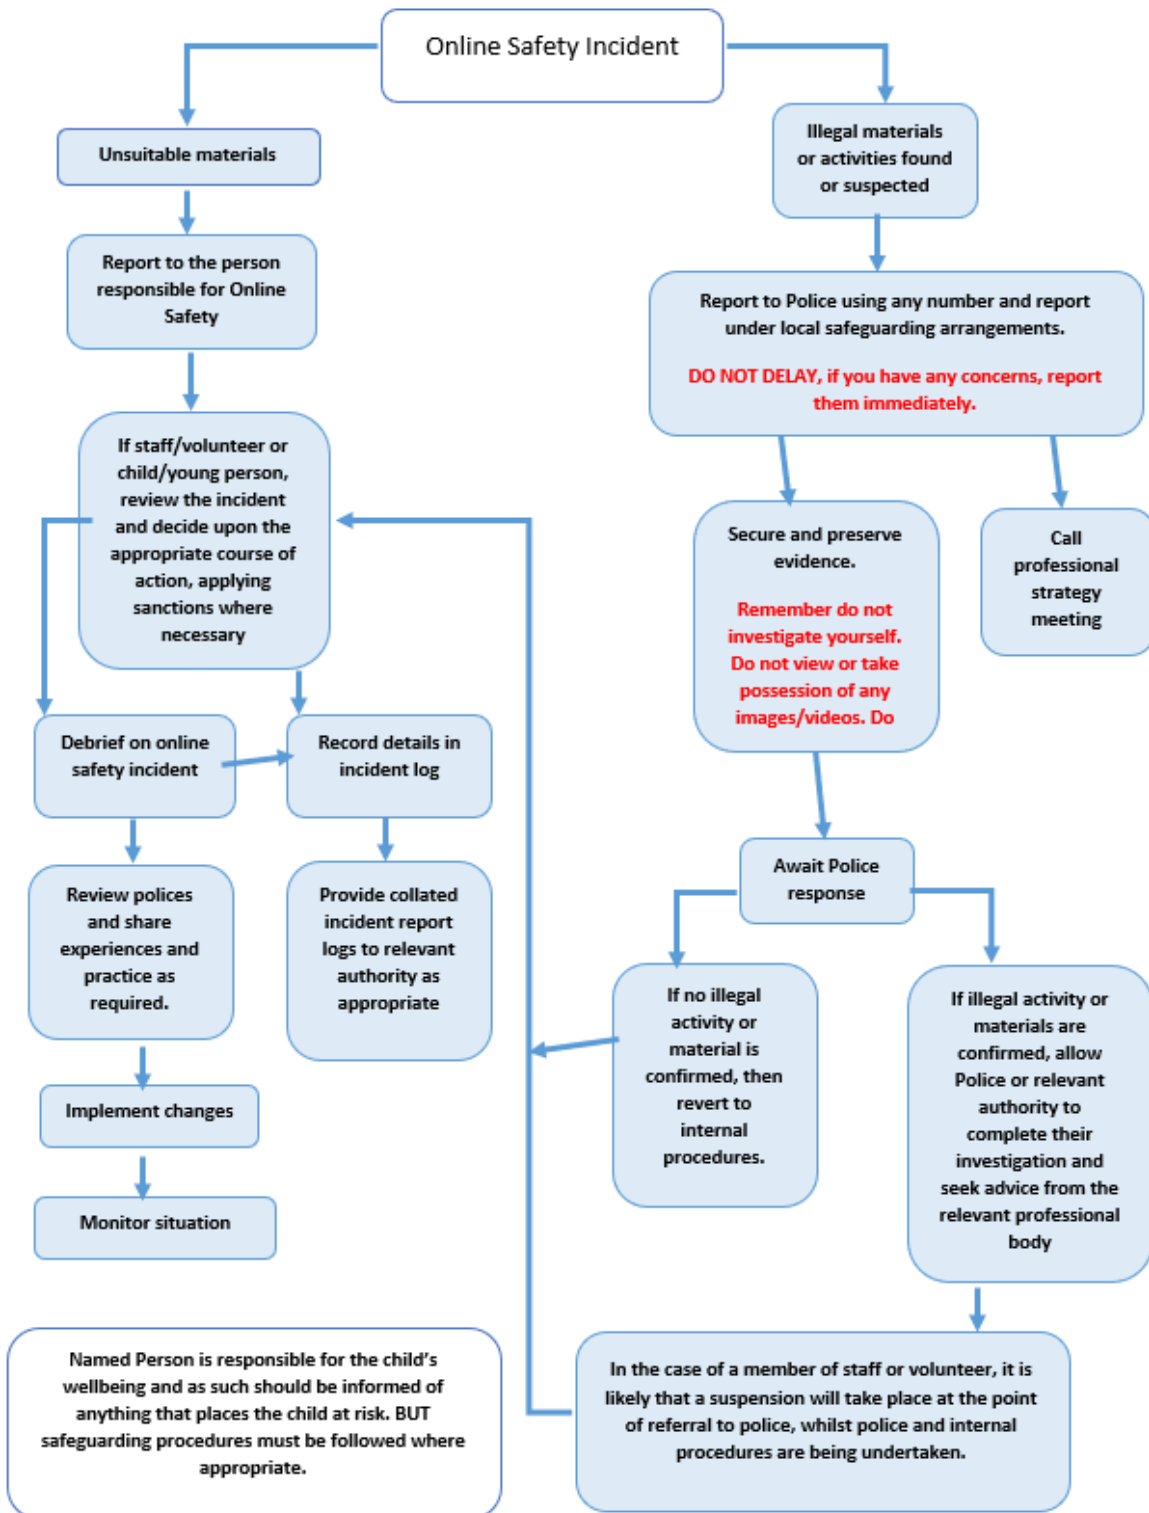 Online Safety Incident
Unsuitable materials
Report to the person
responsible for Online
Safety
If staff/volunteer or
child/young person,
review the incident
and decide upon the
appropriate course of
action, applying
sanctions where
necessary
Debrief on online
safety incident
Record details in
incident log
Review polices
and share
experiences and
practice as
required.
Provide collated
incident report
logs to relevant
authority as
appropriate
Implement changes
Monitor situation
Illegal materials
or activities found
or suspected
Report to Police using any number and report
under local safeguarding arrangements.
DO NOT DELAY, if you have any concerns, report
them immediately.
Secure and preserve
evidence.
Remember do not
investigate yourself.
Do not view or take
possession of any
images/videos. Do
Call
professional
strategy
meeting
Await Police
response
If no illegal
activity or
material is
confirmed, then
revert to
internal
procedures.
If illegal activity or
materials are
confirmed, allow
Police or relevant
authority to
complete their
investigation and
seek advice from the
relevant professional
body
In the case of a member of staff or volunteer, it is
likely that a suspension will take place at the point
of referral to police, whilst police and internal
procedures are being undertaken.
Named Person is responsible for the child's
wellbeing and as such should be informed of
anything that places the child at risk. BUT
safeguarding procedures must be followed where
appropriate.